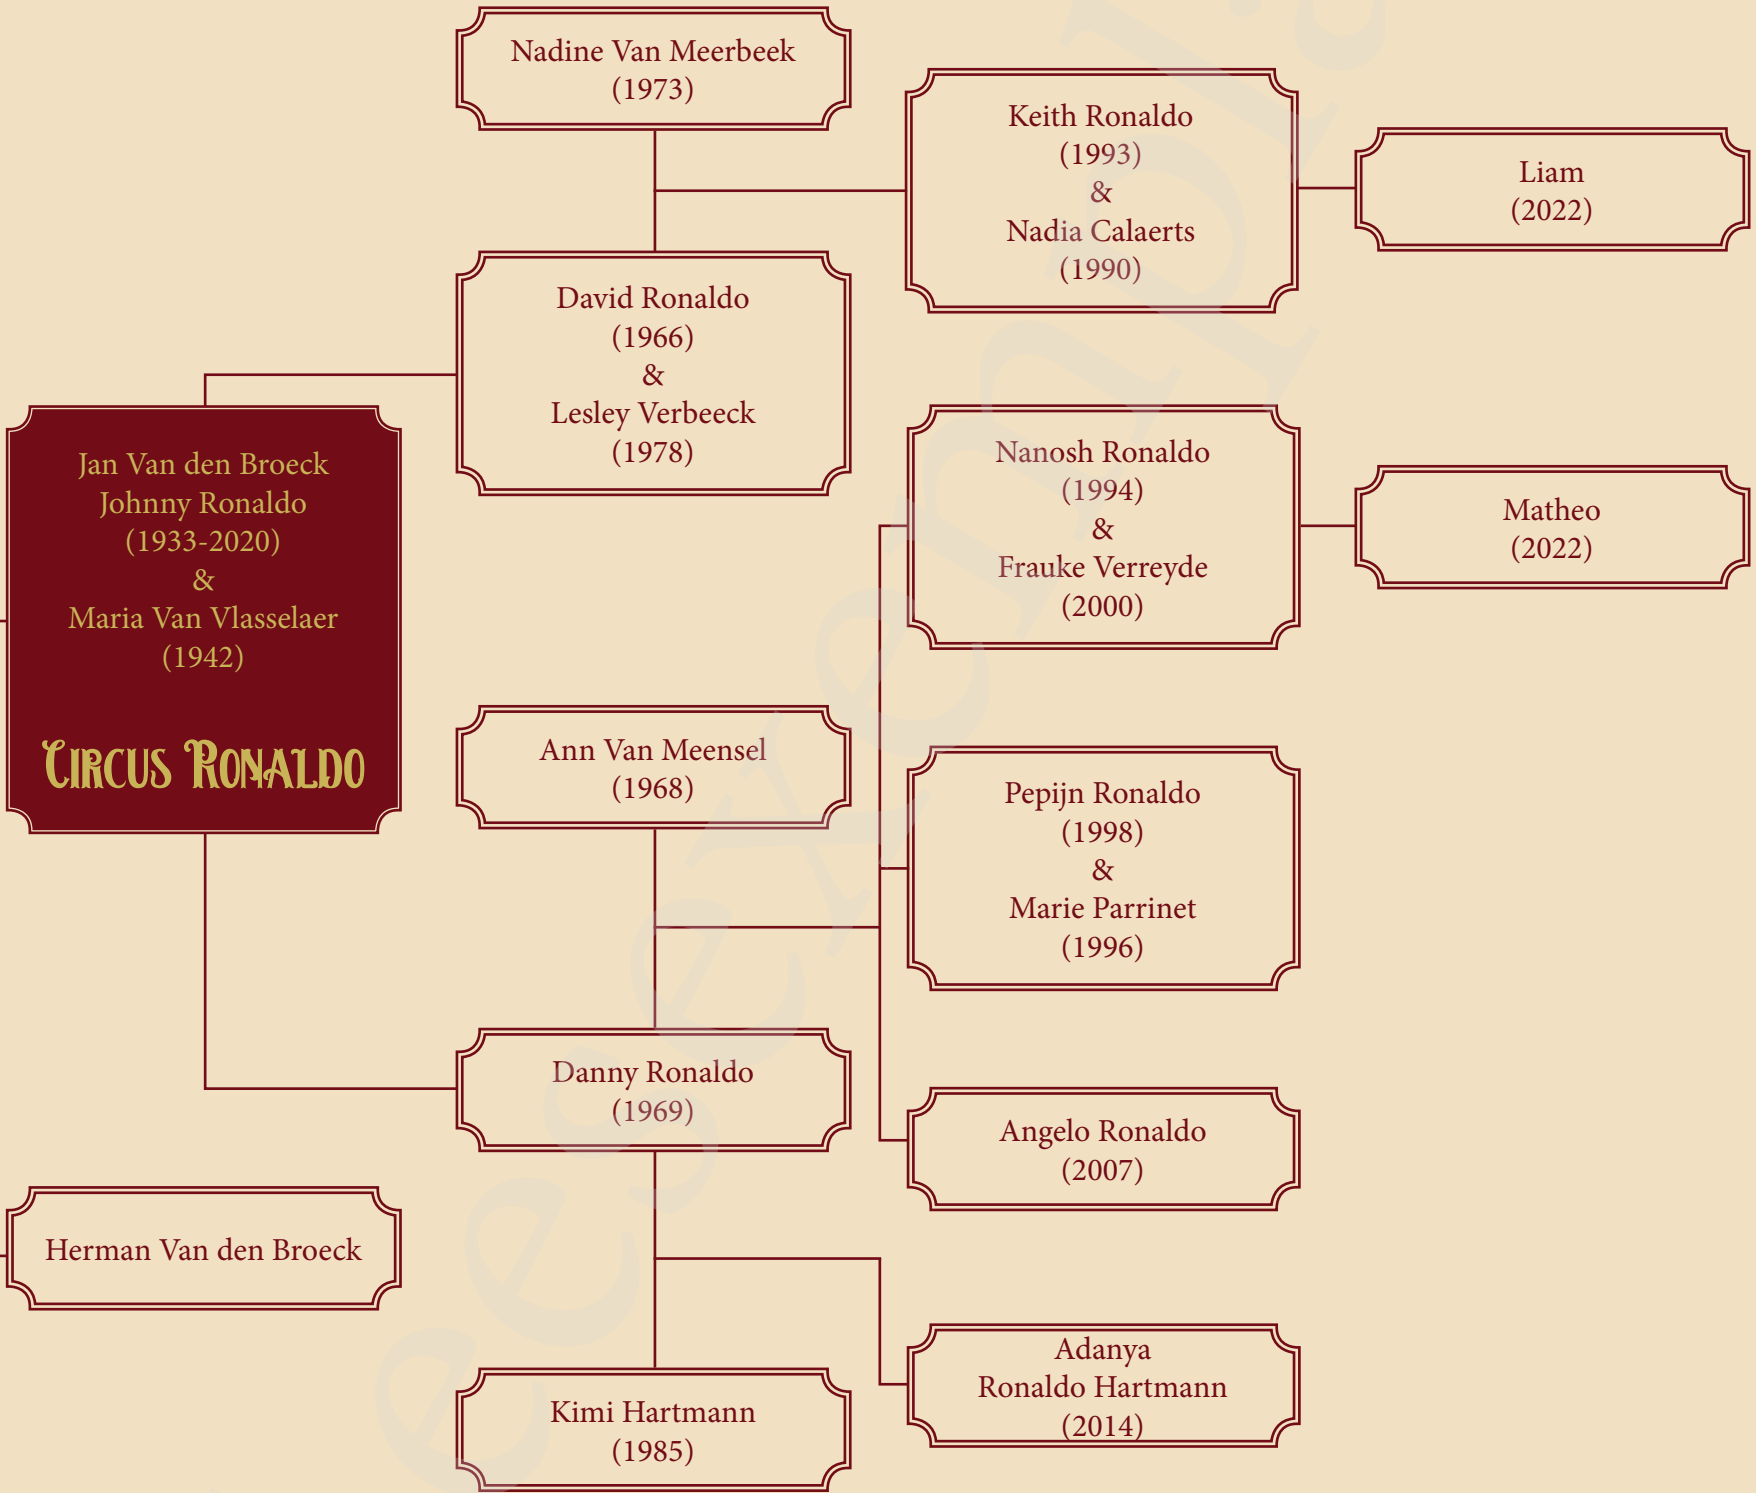 Nadine Van Meerbeek
(1973)
Keith Ronaldo
(1993)
&
Nadia Calaerts
(1990)
Liam
(2022)
David Ronaldo
(1966)
&
Lesley Verbeeck
(1978)
Jan Van den Broeck
Johnny Ronaldo
(1933-2020)
&
Maria Van Vlasselaer
(1942)
CIRCUS RONALDO
Nanosh Ronaldo
(1994)
&
Frauke Verreyde
(2000)
Matheo
(2022)
Ann Van Meensel
(1968)
Pepijn Ronaldo
(1998)
&
Marie Parrinet
(1996)
Danny Ronaldo
(1969)
Angelo Ronaldo
(2007)
Herman Van den Broeck
Kimi Hartmann
(1985)
Adanya
Ronaldo Hartmann
(2014)